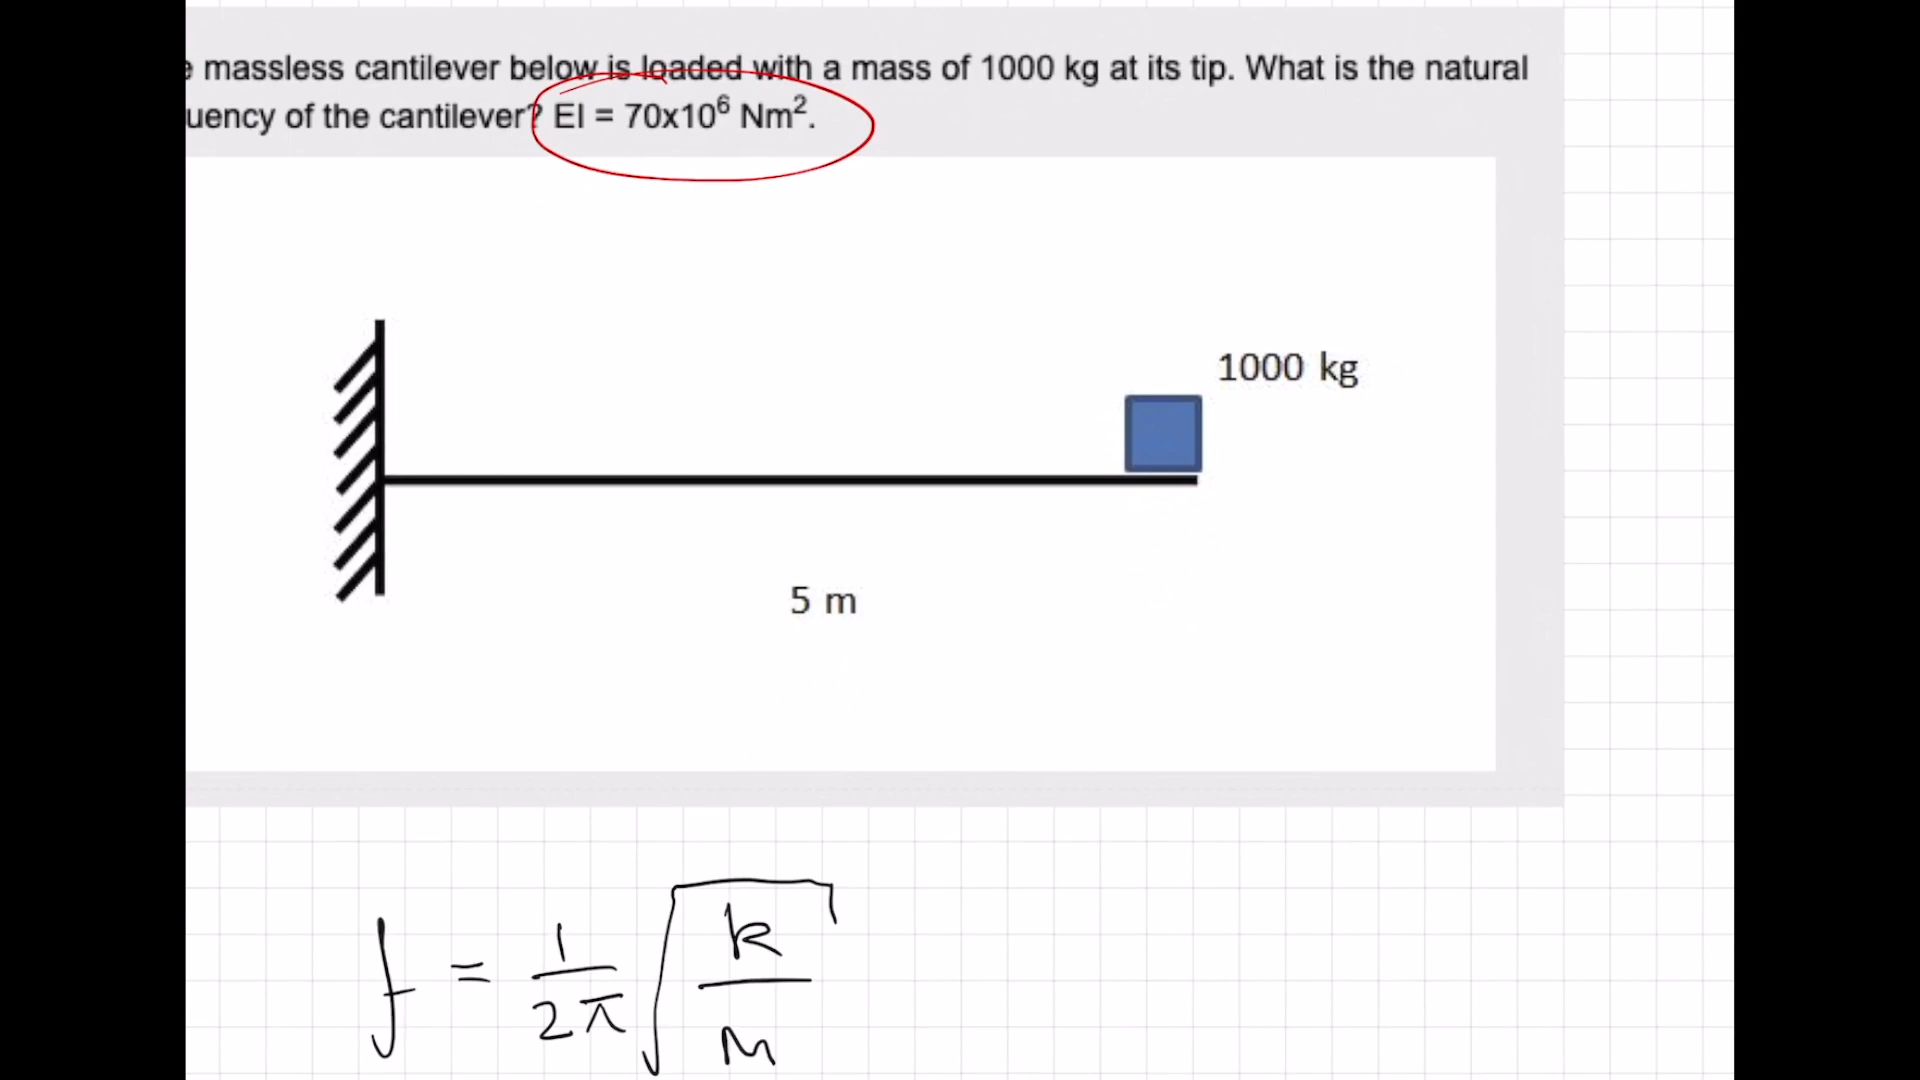 massless cantilever below is loaded with a mass of 1000 kg at its tip. What is the natural
uency of the cantilever? EI = 70x10⁶ Nm².
1000 kg
5 m
f = 1/2π √k/m